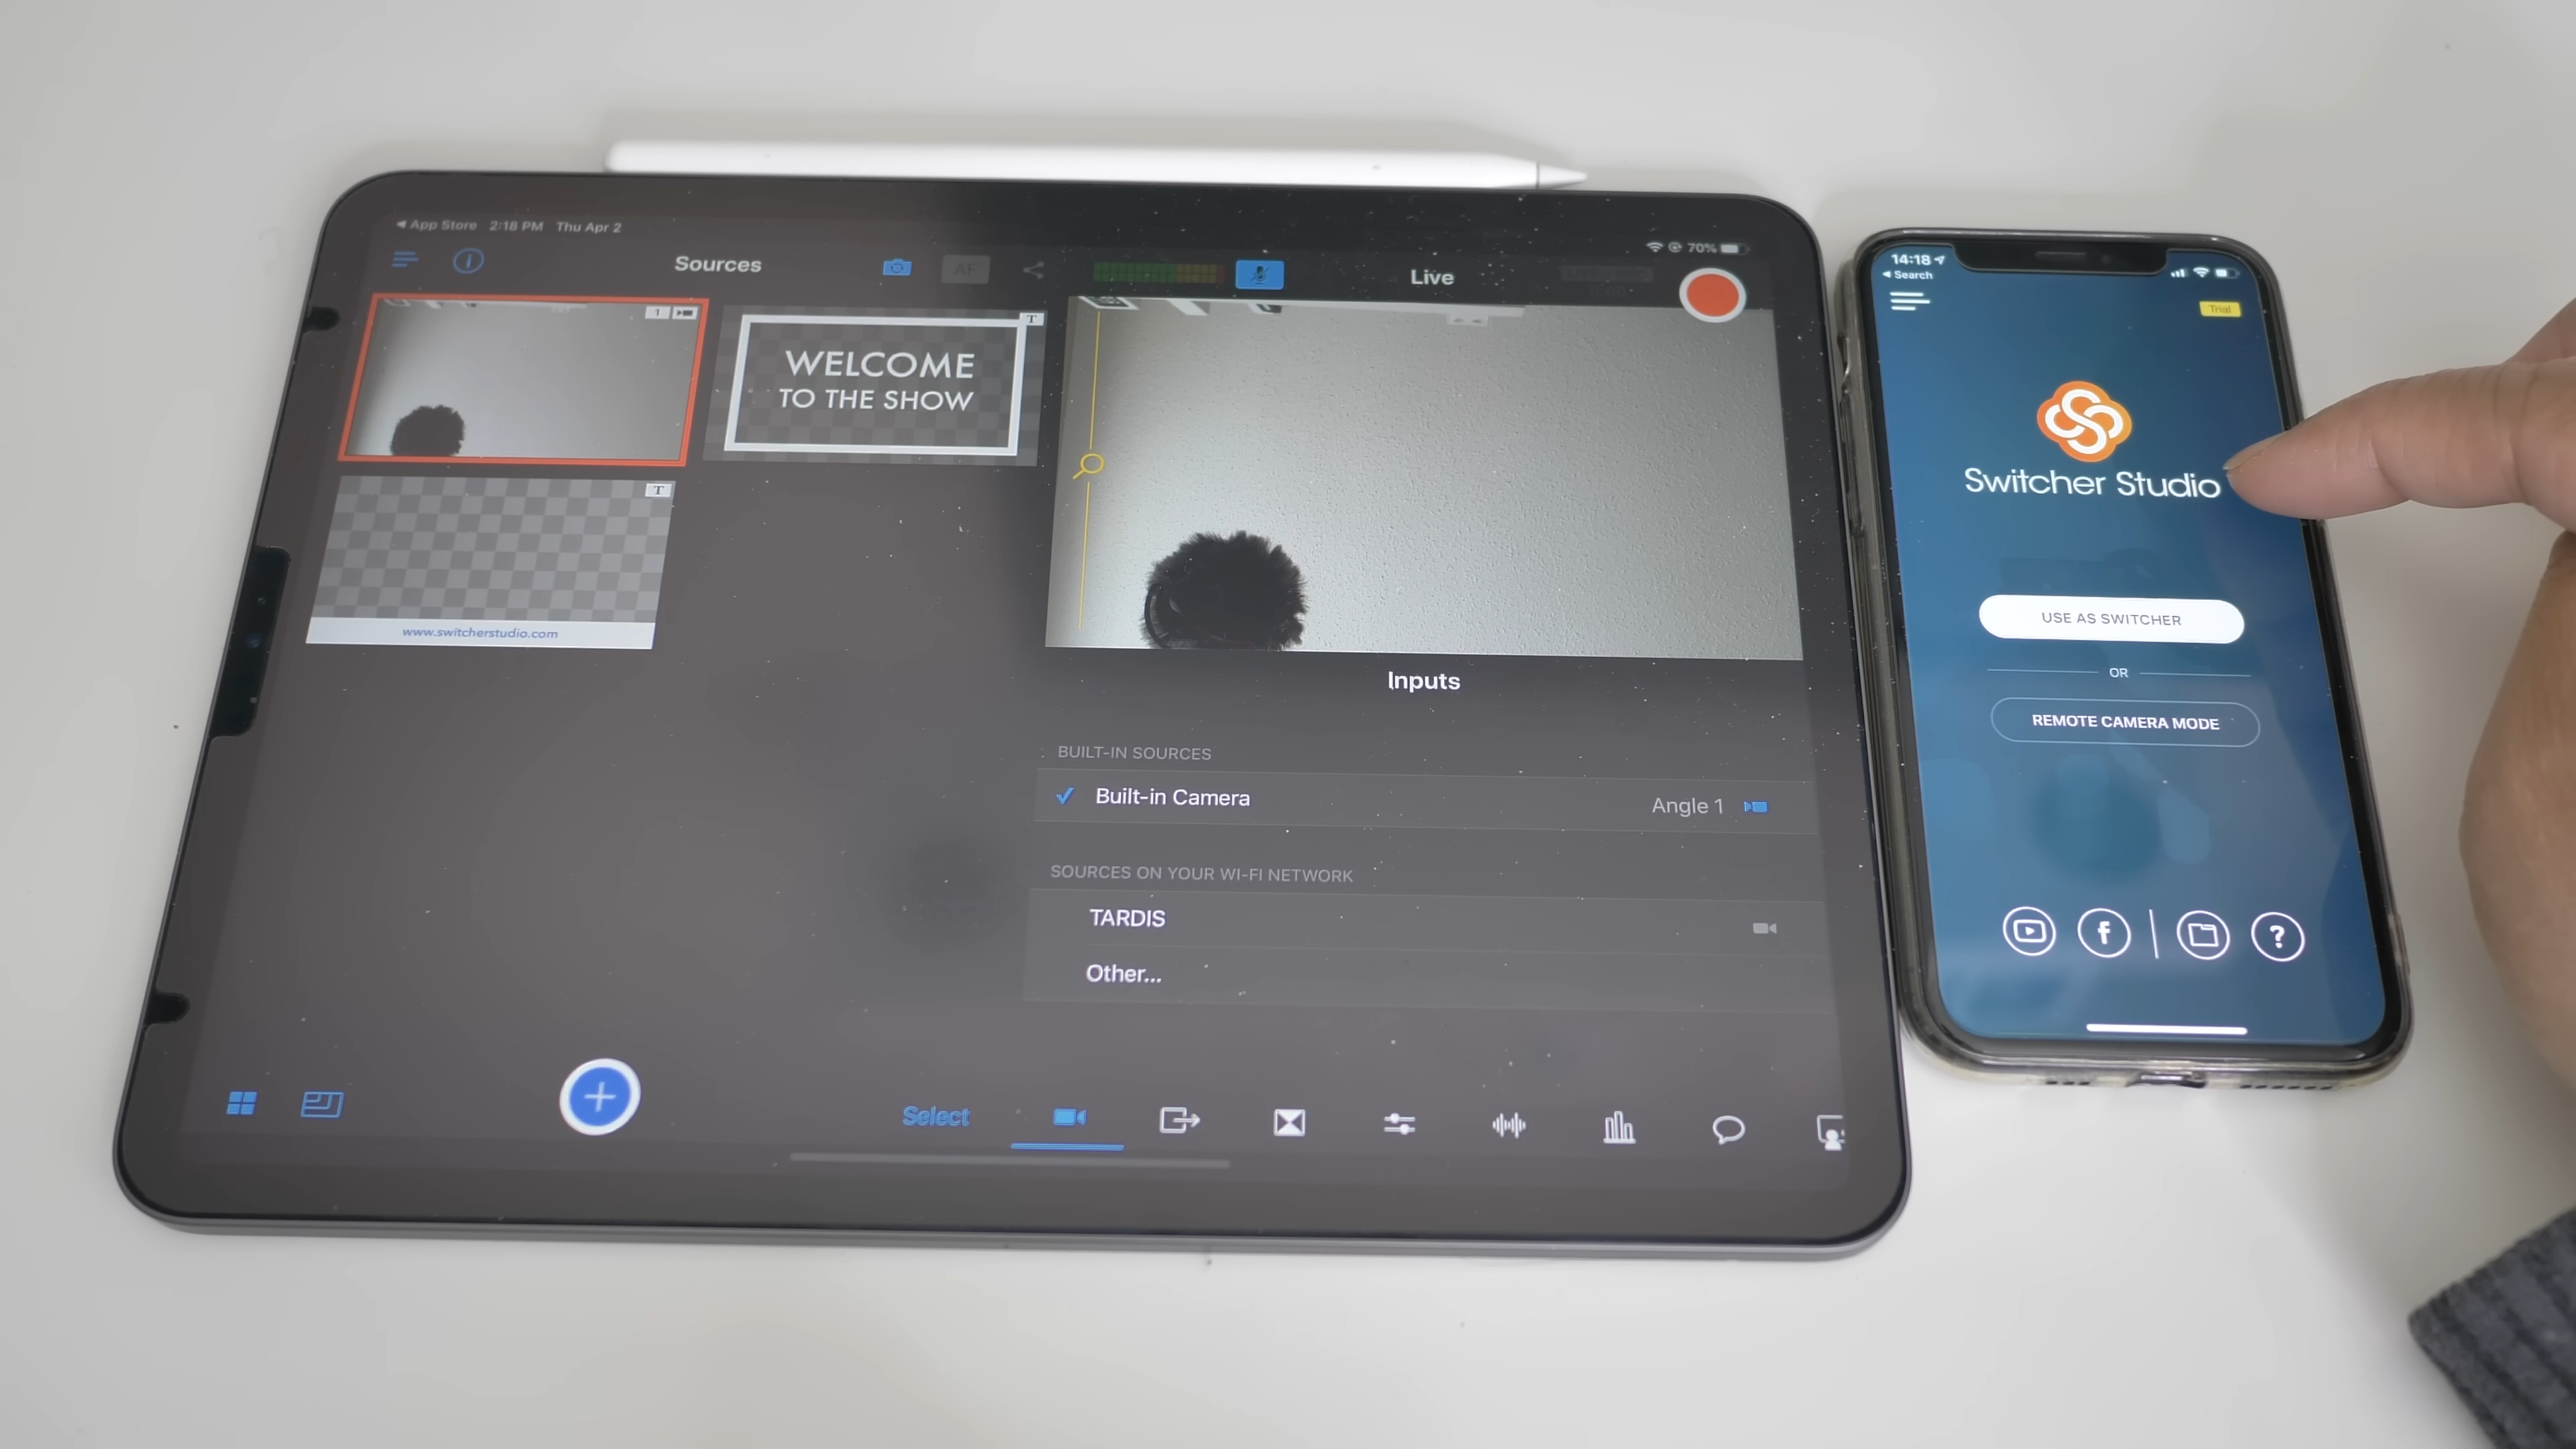 App Store 2:18 PM Thu Apr 2
70%
Sources
AF
Live
1
T
WELCOME
TO THE SHOW
T
www.switcherstudio.com
Inputs
BUILT-IN SOURCES
Built-in Camera
Angle 1
SOURCES ON YOUR WI-FI NETWORK
TARDIS
Other...
Select
14:18
Search
Trial
Switcher Studio
USE AS SWITCHER
OR
REMOTE CAMERA MODE